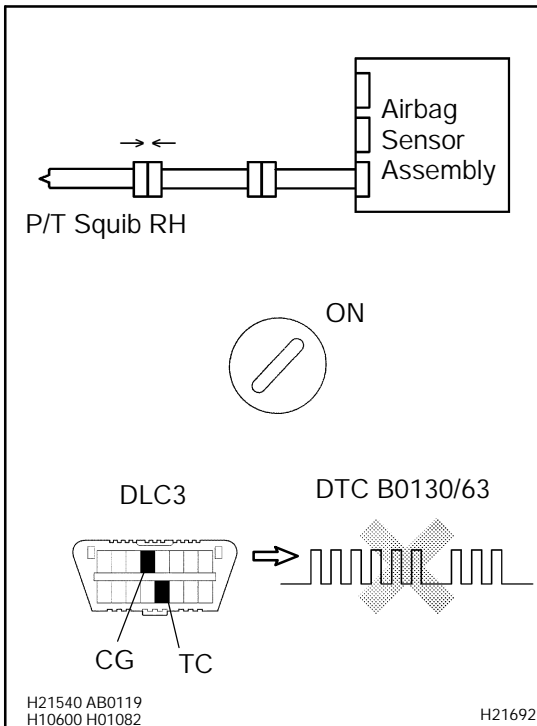 Airbag
Sensor
Assembly
P/T Squib RH
ON
DLC3
DTC B0130/63
CG
TC
H21540 AB0119
H10600 H01082
H21692